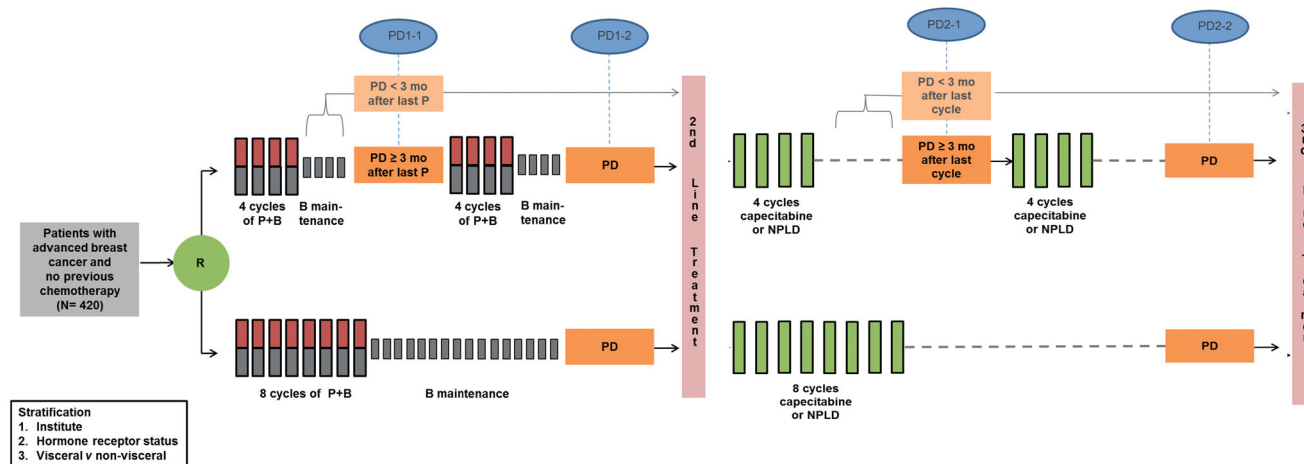 PD1-1
PD1-2
PD2-1
PD2-2
PD < 3 mo
after last P
PD < 3 mo
after last
cycle
PD ≥ 3 mo
after last P
PD
PD ≥ 3 mo
after last
cycle
PD
4 cycles
of P+B
B main-
tenance
4 cycles
of P+B
B main-
tenance
4 cycles
capecitabine
or NPLD
4 cycles
capecitabine
or NPLD
Patients with
advanced breast
cancer and
no previous
chemotherapy
(N= 420)
R
2nd Line Treatment
PD
PD
8 cycles of P+B
B maintenance
8 cycles
capecitabine
or NPLD
Stratification
1. Institute
2. Hormone receptor status
3. Visceral v non-visceral